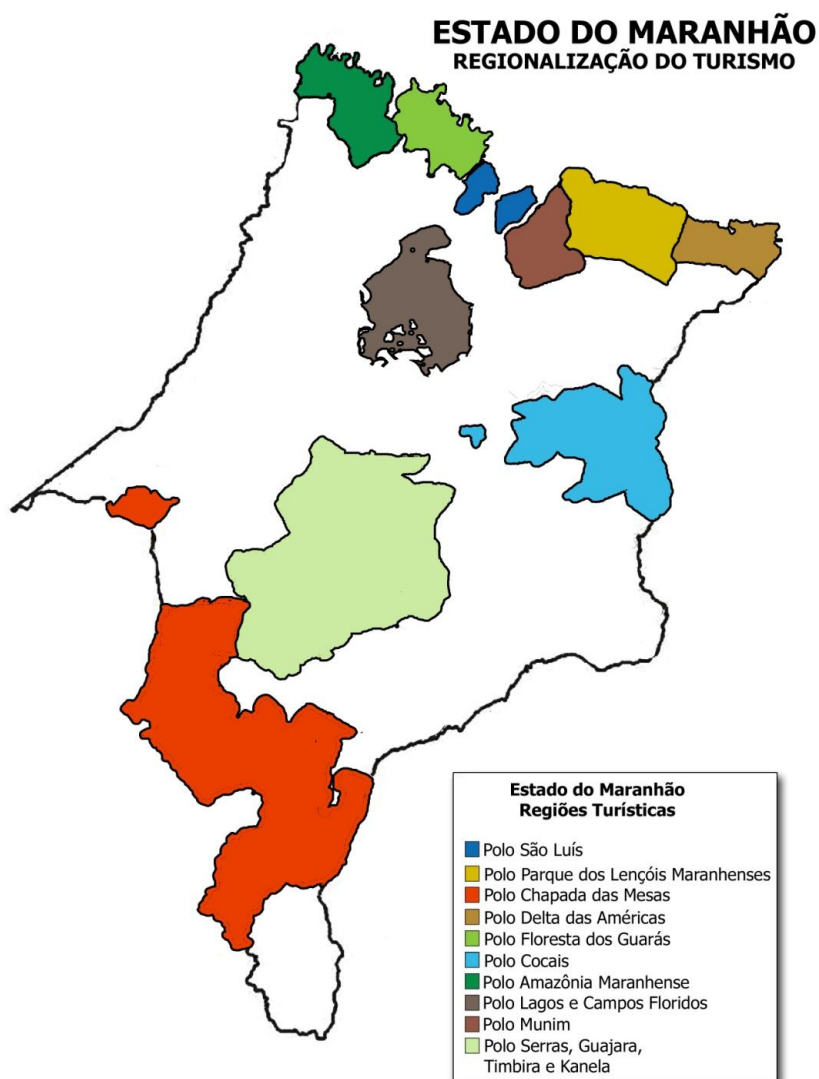 ESTADO DO MARANHÃO
REGIONALIZAÇÃO DO TURISMO
Estado do Maranhão
Regiões Turísticas
Polo São Luís
Polo Parque dos Lençóis Maranhenses
Polo Chapada das Mesas
Polo Delta das Américas
Polo Floresta dos Guarás
Polo Cocais
Polo Amazônia Maranhense
Polo Lagos e Campos Floridos
Polo Munim
Polo Serras, Guajara,
Timbira e Kanela